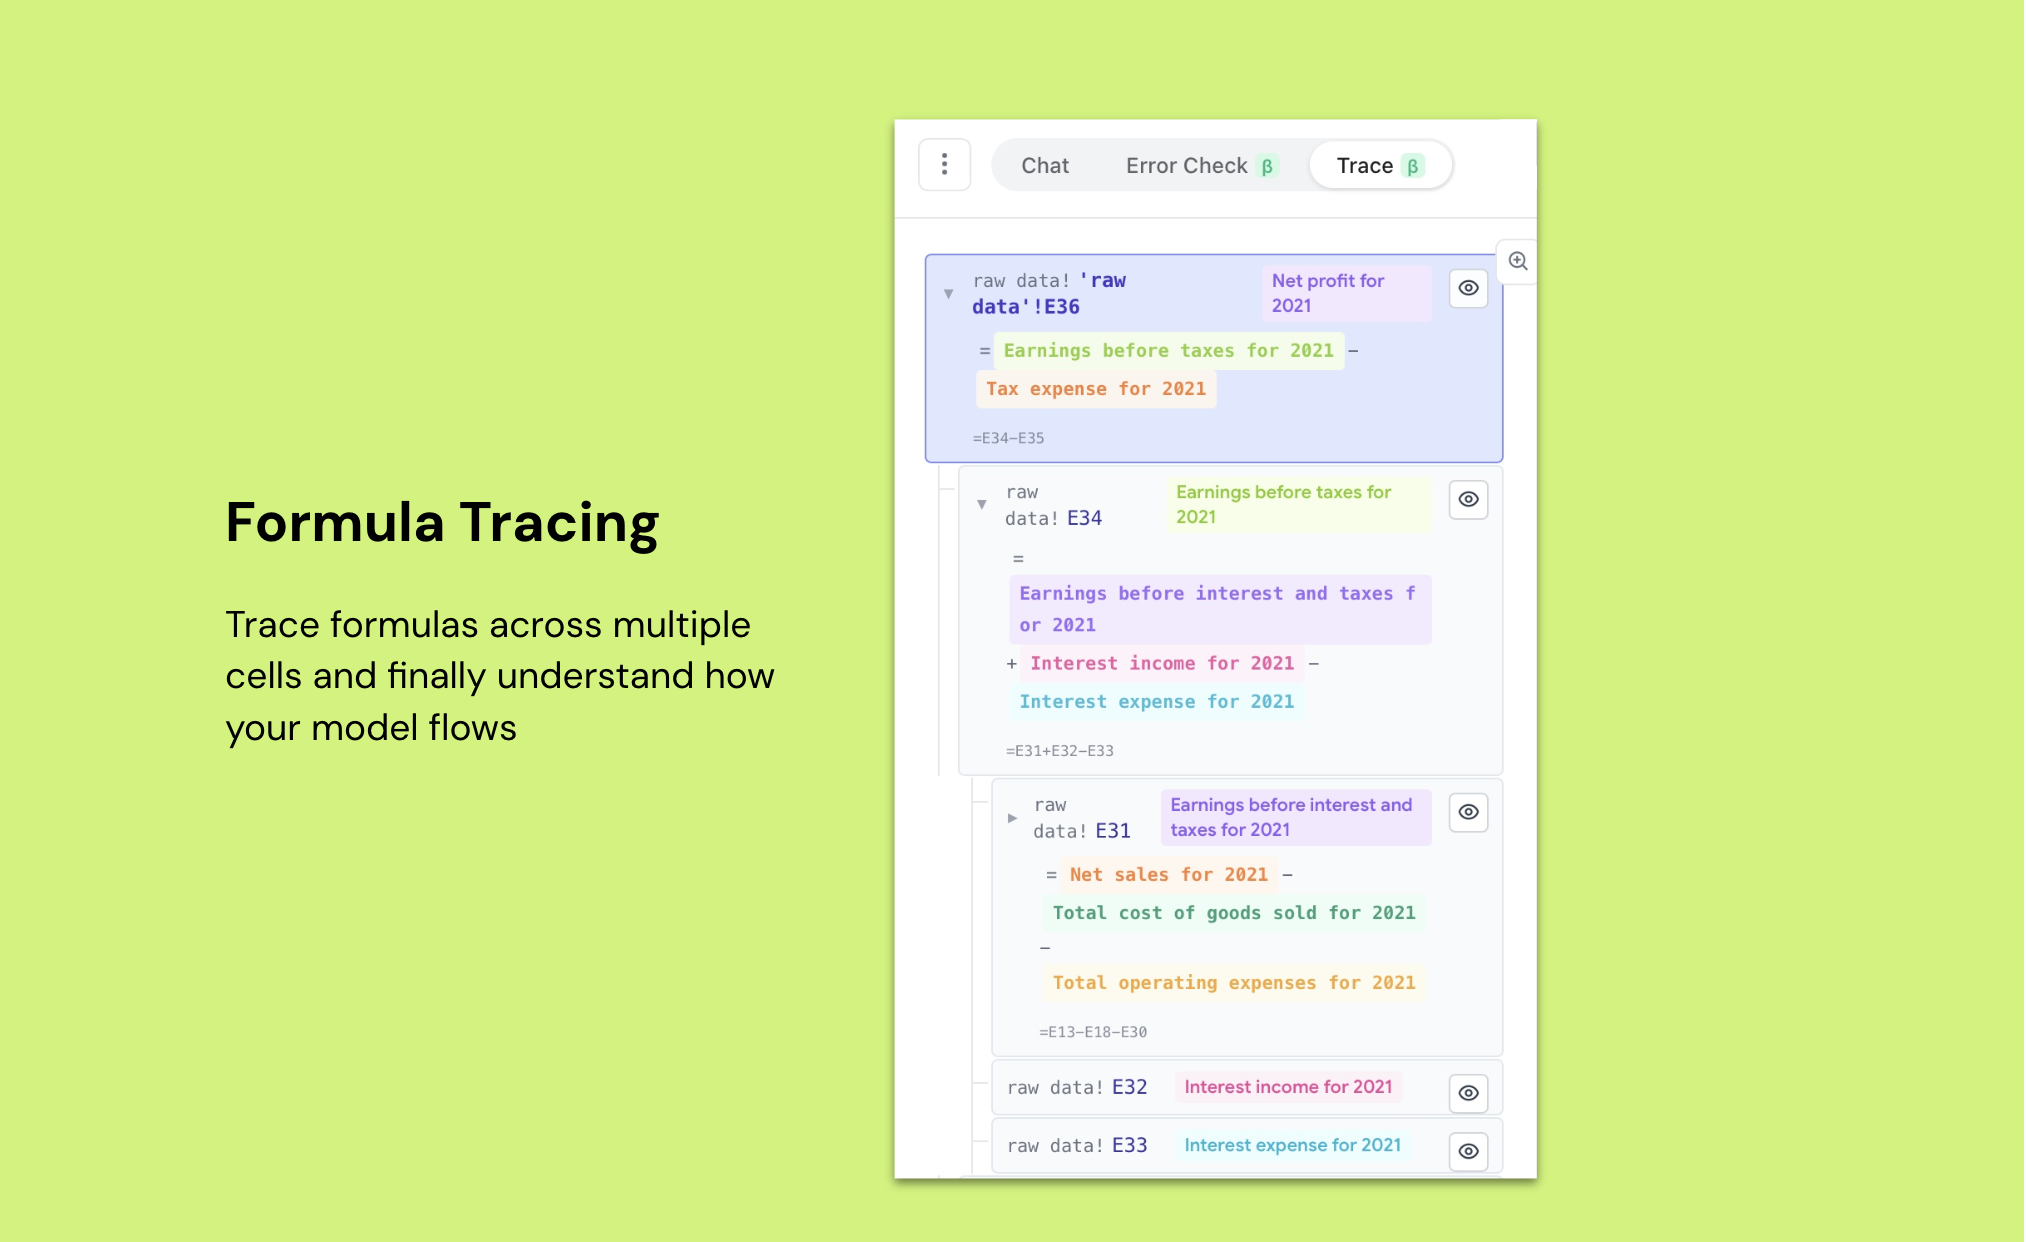 Formula Tracing
Trace formulas across multiple
cells and finally understand how
your model flows
Chat
Error Check β
Trace β
raw data! 'raw
data'!E36
Net profit for
2021
= Earnings before taxes for 2021 −
Tax expense for 2021
=E34−E35
raw
data! E34
Earnings before taxes for
2021
=
Earnings before interest and taxes f
or 2021
+ Interest income for 2021 −
Interest expense for 2021
=E31+E32−E33
raw
data! E31
Earnings before interest and
taxes for 2021
= Net sales for 2021 −
Total cost of goods sold for 2021
−
Total operating expenses for 2021
=E13−E18−E30
raw data! E32 Interest income for 2021
raw data! E33 Interest expense for 2021